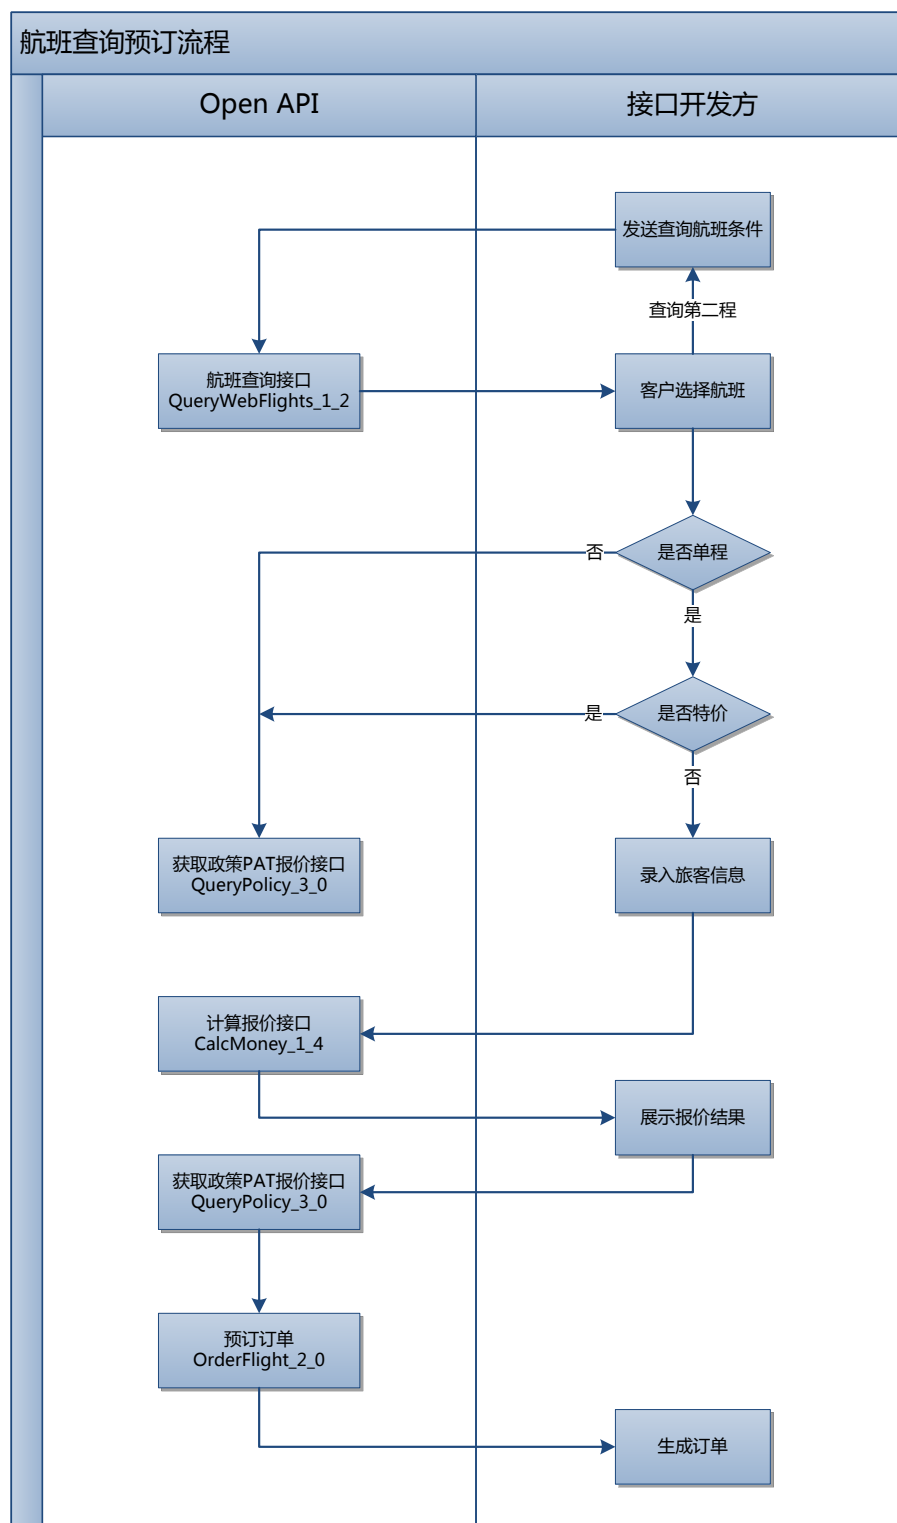 航班查询预订流程
Open API
接口开发方
发送查询航班条件
查询第二程
航班查询接口
QueryWebFlights_1_2
客户选择航班
否
是否单程
是
是
是否特价
否
获取政策PAT报价接口
QueryPolicy_3_0
录入旅客信息
计算报价接口
CalcMoney_1_4
展示报价结果
获取政策PAT报价接口
QueryPolicy_3_0
预订订单
OrderFlight_2_0
生成订单